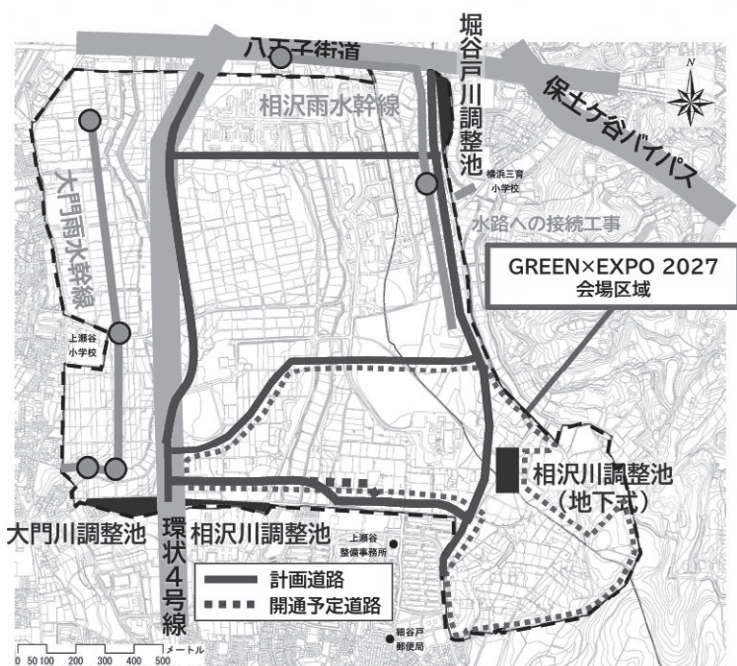 八王子街道
堀谷戸川調整池
N
保土ケ谷バイパス
相沢雨水幹線
横浜三育
小学校
水路への接続工事
大門雨水幹線
GREEN×EXPO 2027
会場区域
上瀬谷
小学校
相沢川調整池
（地下式）
大門川調整池
環状4号線
相沢川調整池
上瀬谷
整備事務所
計画道路
開通予定道路
細谷戸
郵便局
メートル
0 50 100 200 300 400 500